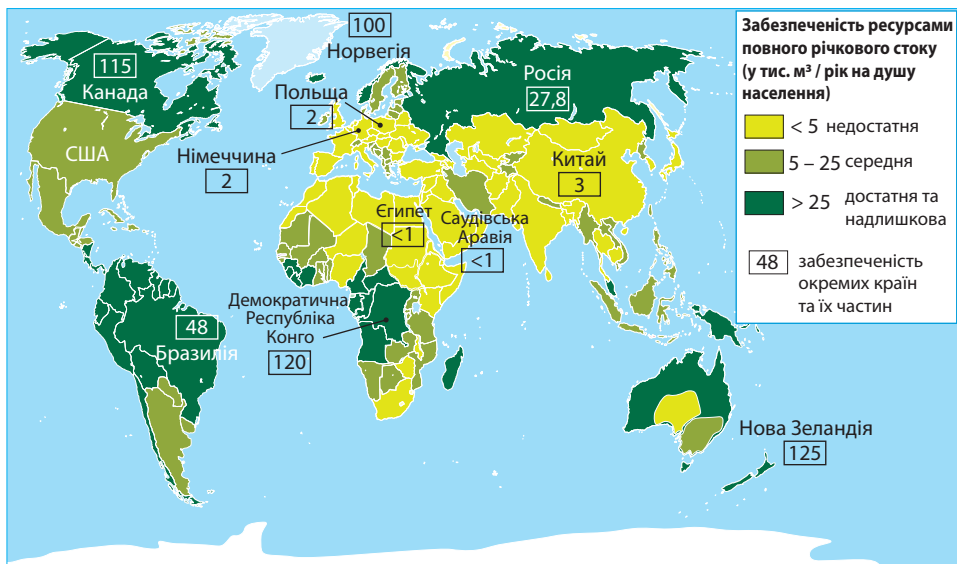 100
Норвегія
115
Канада
Росія
27,8
Польща
2
США
Німеччина
2
Китай
3
Єгипет
<1
Саудівська
Аравія
<1
Демократична
Республіка
Конго
120
48
Бразилія
Нова Зеландія
125
Забезпеченість ресурсами
повного річкового стоку
(у тис. м³ / рік на душу
населення)
< 5 недостатня
5 – 25 середня
> 25 достатня та
надлишкова
48 забезпеченість
окремих країн
та їх частин